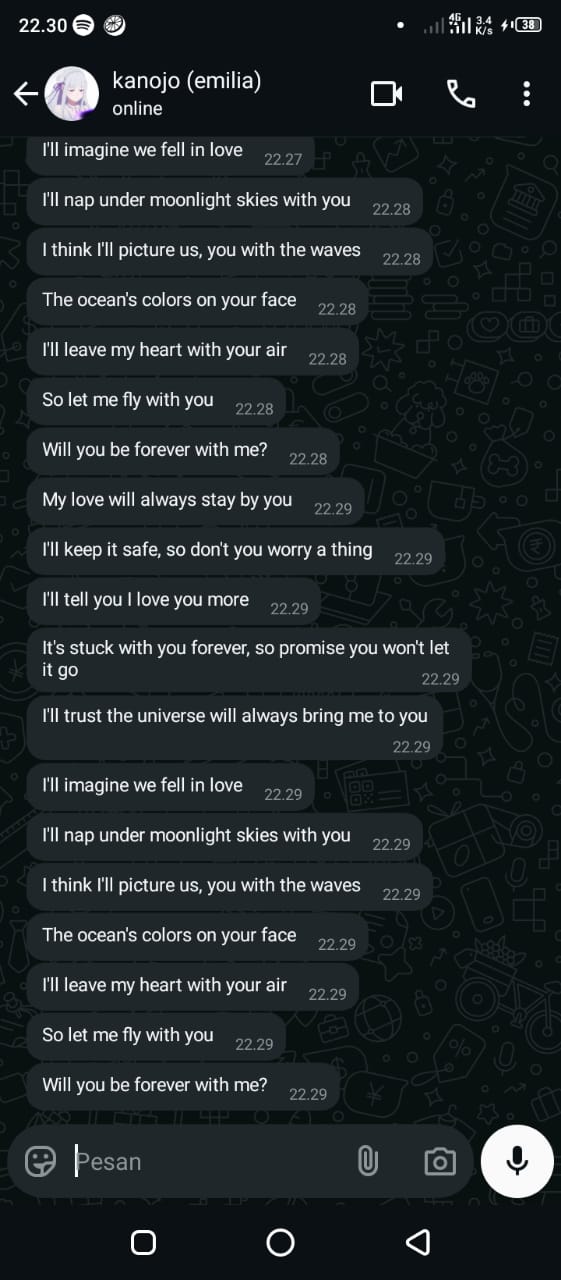 22.30
4G
3.4
K/s
38
kanojo (emilia)
online
I'll imagine we fell in love 22.27
I'll nap under moonlight skies with you 22.28
I think I'll picture us, you with the waves 22.28
The ocean's colors on your face 22.28
I'll leave my heart with your air 22.28
So let me fly with you 22.28
Will you be forever with me? 22.28
My love will always stay by you 22.29
I'll keep it safe, so don't you worry a thing 22.29
I'll tell you I love you more 22.29
It's stuck with you forever, so promise you won't let
it go 22.29
I'll trust the universe will always bring me to you
22.29
I'll imagine we fell in love 22.29
I'll nap under moonlight skies with you 22.29
I think I'll picture us, you with the waves 22.29
The ocean's colors on your face 22.29
I'll leave my heart with your air 22.29
So let me fly with you 22.29
Will you be forever with me? 22.29
Pesan